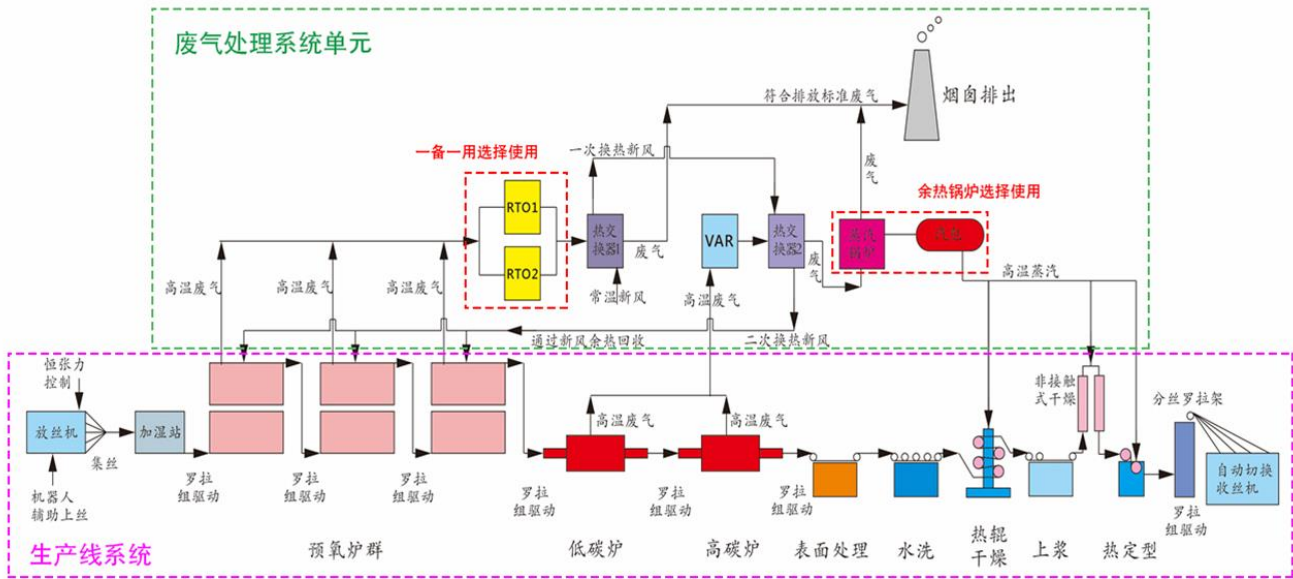 废气处理系统单元
符合排放标准废气
烟囱排出
一备一用选择使用
一次换热新风
余热锅炉选择使用
废
气
RTO1
RTO2
热交
换器1
废气
VAR
热交
换器2
废
气
蒸汽
锅炉
汽包
高温废气
高温废气
高温废气
常温新风
高温废气
高温蒸汽
通过新风余热回收
二次换热新风
恒张力
控制
放丝机
集丝
机器人
辅助上丝
加湿站
罗拉
组驱动
罗拉
组驱动
罗拉
组驱动
罗拉
组驱动
高温废气
高温废气
罗拉
组驱动
罗拉
组驱动
非接触
式干燥
分丝罗拉架
自动切换
收丝机
罗拉
组驱动
生产线系统
预氧炉群
低碳炉
高碳炉
表面处理
水洗
热辊
干燥
上浆
热定型